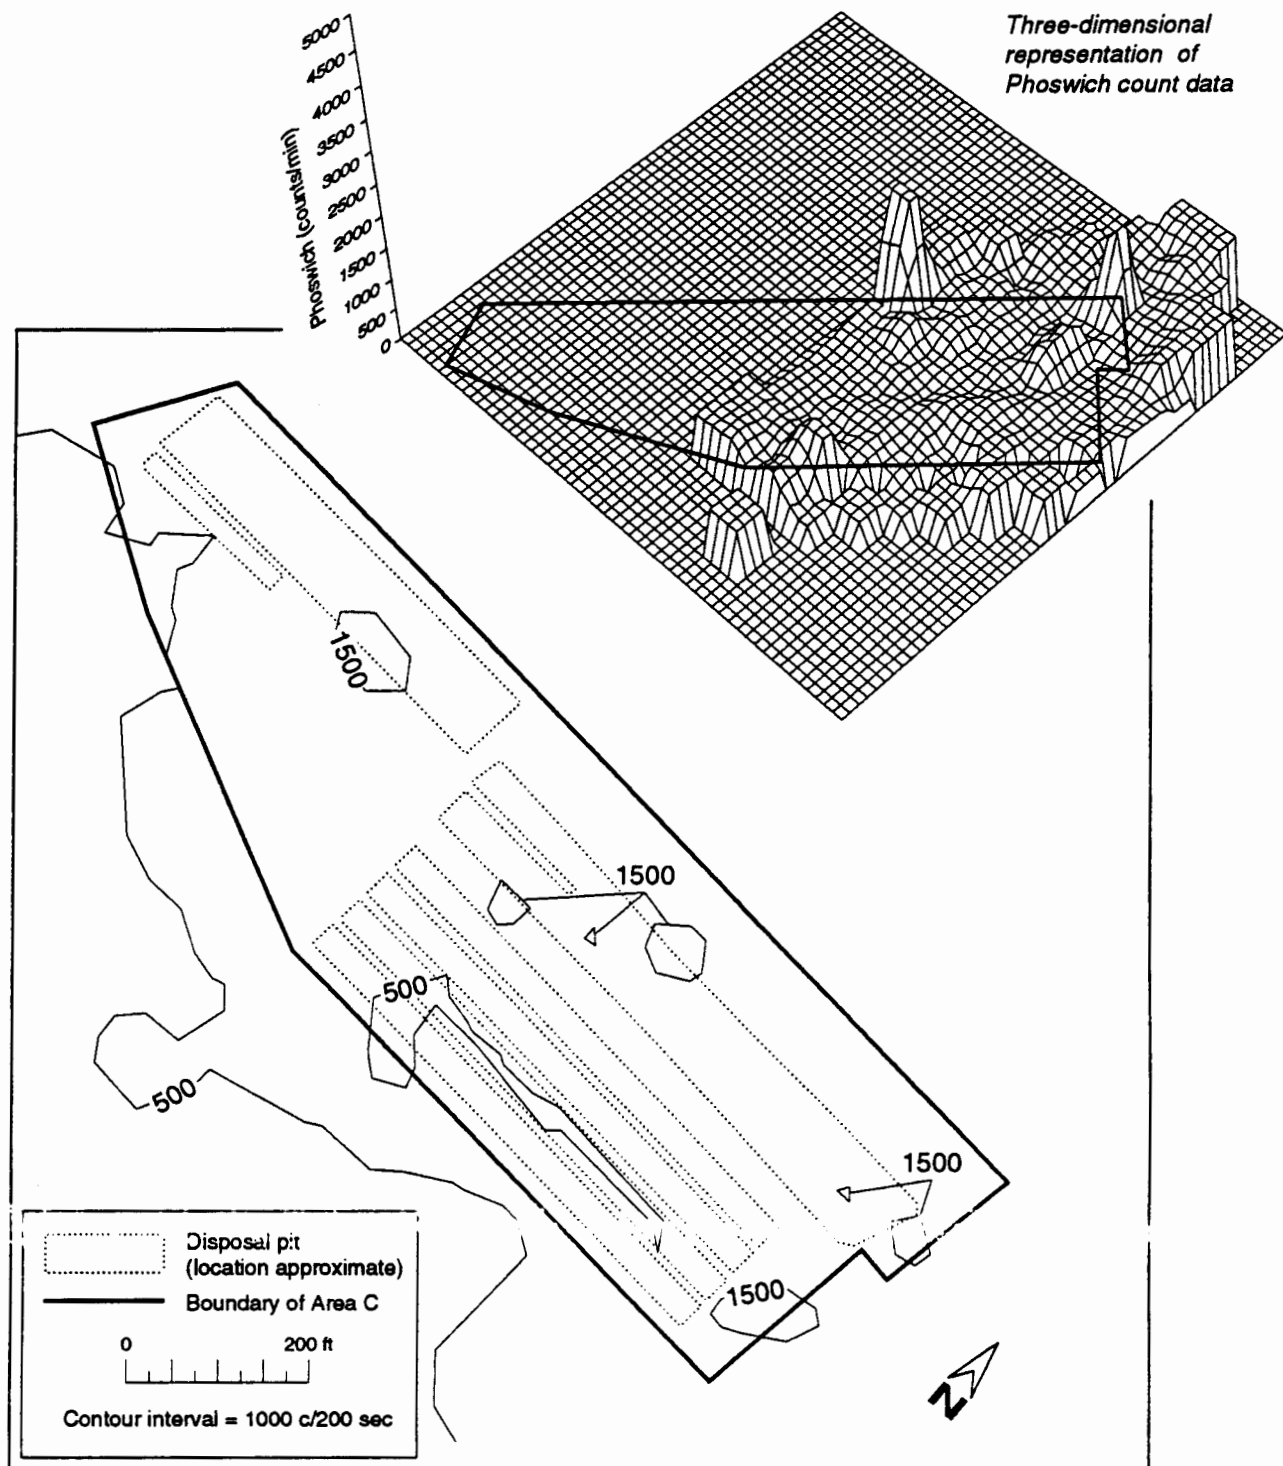 Three-dimensional
representation of
Phoswich count data
5000
4500
4000
3500
3000
2500
2000
1500
1000
500
0
Phoswich (counts/min)
1500
1500
500
500
1500
1500
Disposal pit
(location approximate)
Boundary of Area C
0 200 ft
Contour interval = 1000 c/200 sec
N